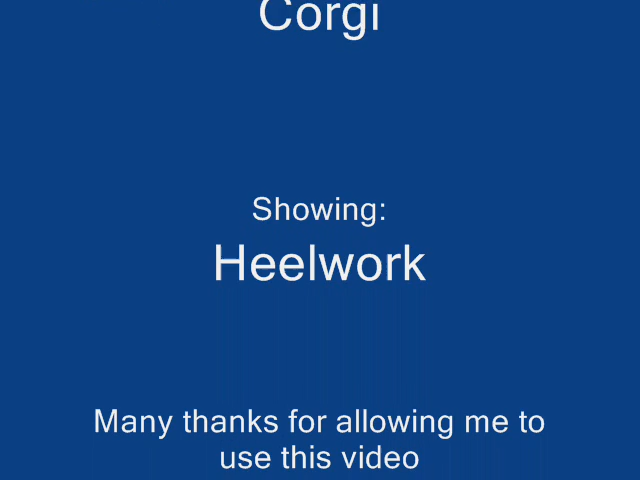 Corgi
Showing:
Heelwork
Many thanks for allowing me to
use this video